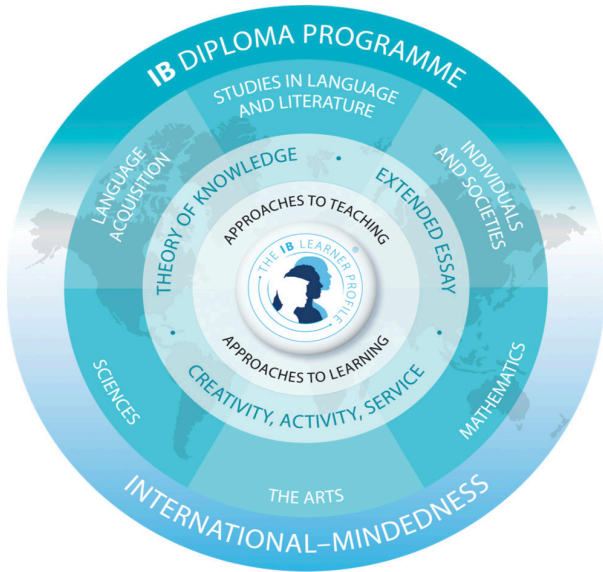 IB DIPLOMA PROGRAMME
STUDIES IN LANGUAGE
AND LITERATURE
LANGUAGE
ACQUISITION
INDIVIDUALS
AND SOCIETIES
THEORY OF KNOWLEDGE
EXTENDED ESSAY
APPROACHES TO TEACHING
THE IB LEARNER PROFILE
®
APPROACHES TO LEARNING
CREATIVITY, ACTIVITY, SERVICE
SCIENCES
MATHEMATICS
THE ARTS
INTERNATIONAL–MINDEDNESS